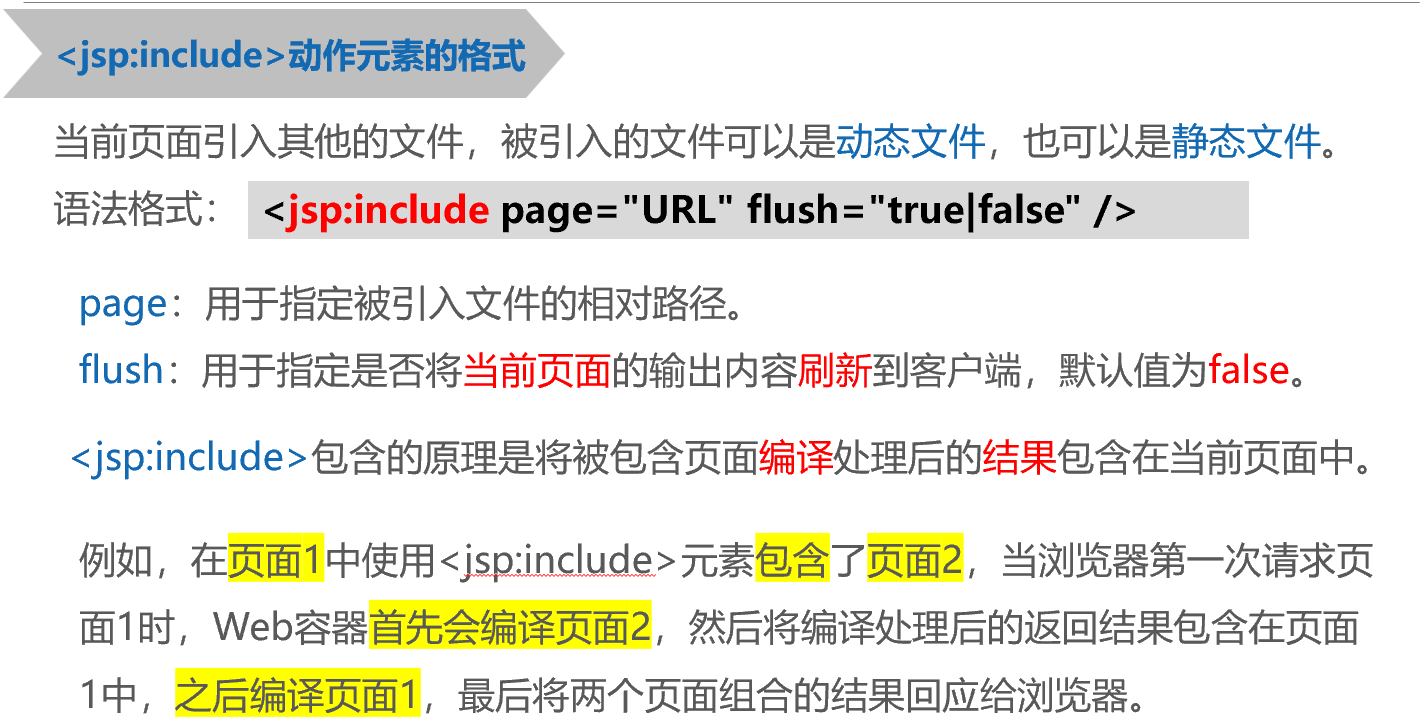 <jsp:include>动作元素的格式
当前页面引入其他的文件，被引入的文件可以是动态文件，也可以是静态文件。
语法格式： <jsp:include page="URL" flush="true|false" />
page：用于指定被引入文件的相对路径。
flush：用于指定是否将当前页面的输出内容刷新到客户端，默认值为false。
<jsp:include>包含的原理是将被包含页面编译处理后的结果包含在当前页面中。
例如，在页面1中使用<jsp:include>元素包含了页面2，当浏览器第一次请求页
面1时，Web容器首先会编译页面2，然后将编译处理后的返回结果包含在页面
1中，之后编译页面1，最后将两个页面组合的结果回应给浏览器。